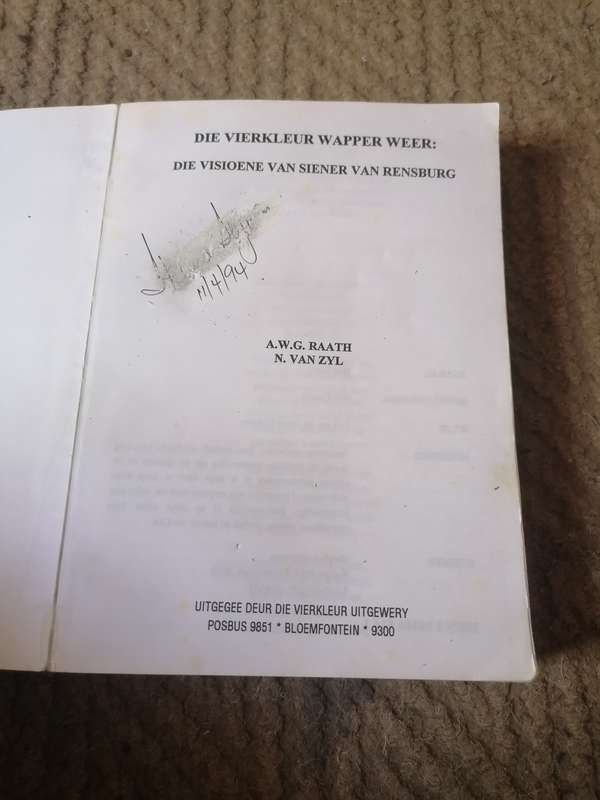 DIE VIERKLEUR WAPPER WEER:
DIE VISIOENE VAN SIENER VAN RENSBURG
11/4/94
A.W.G. RAATH
N. VAN ZYL
UITGEGEE DEUR DIE VIERKLEUR UITGEWERY
POSBUS 9851 * BLOEMFONTEIN * 9300